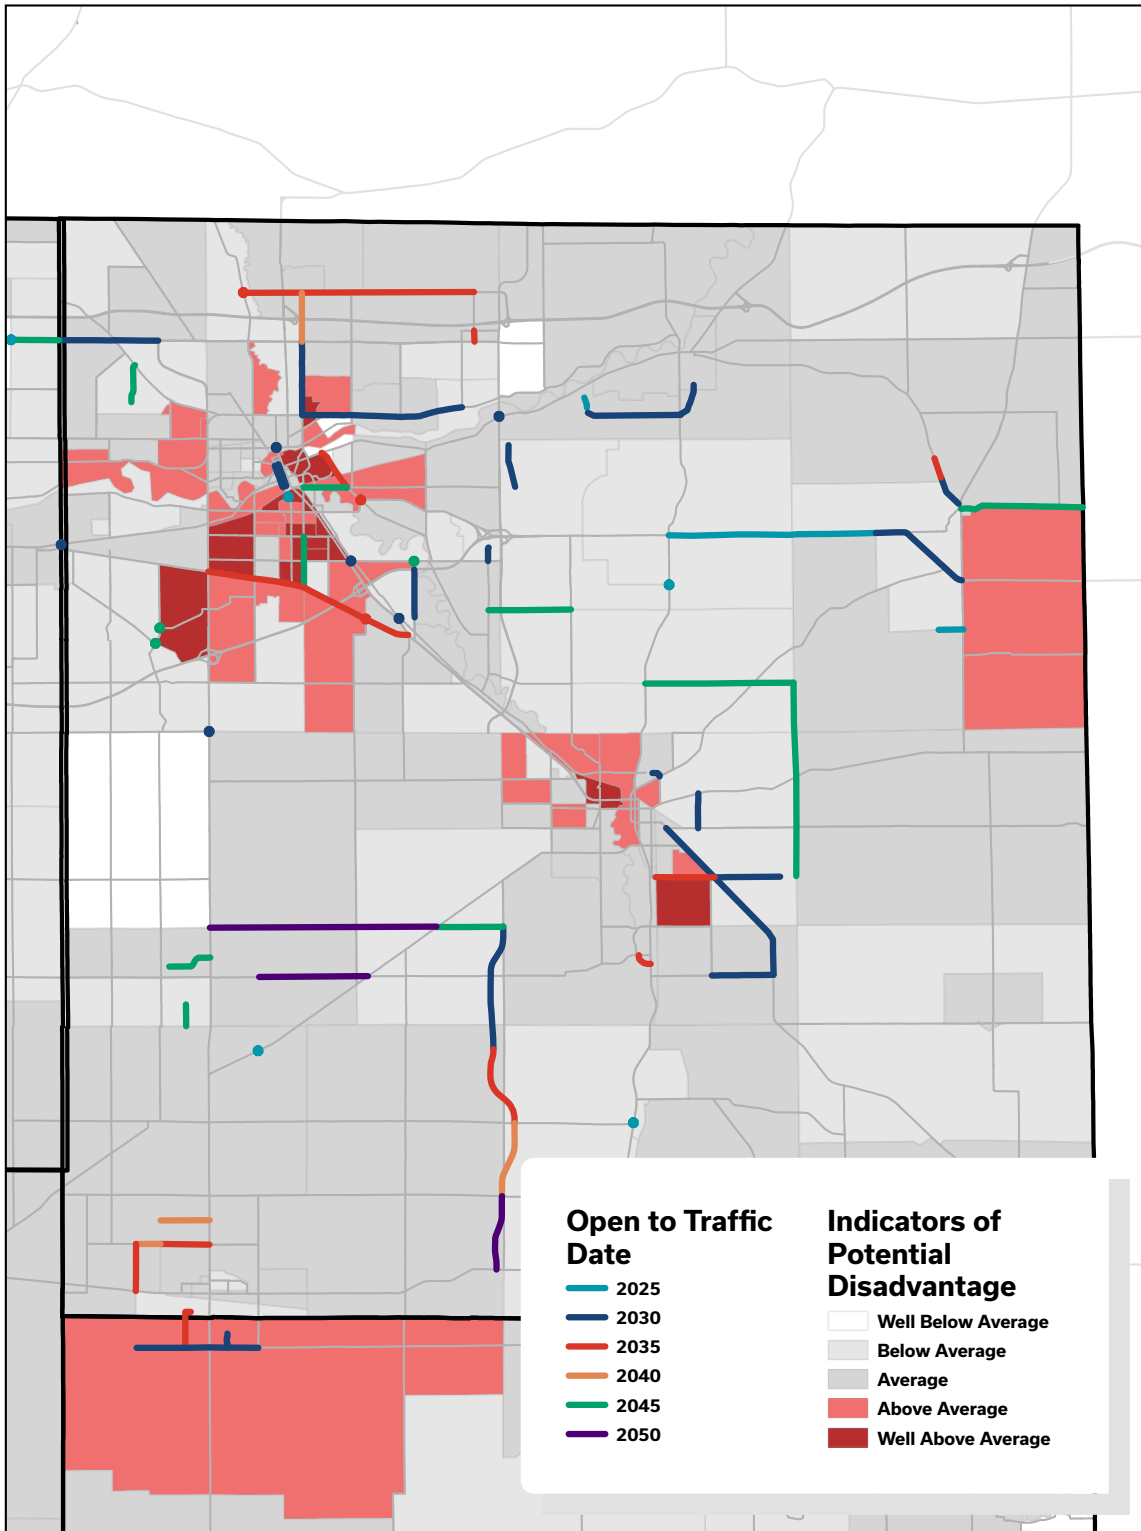 Open to Traffic
Date
2025
2030
2035
2040
2045
2050
Indicators of
Potential
Disadvantage
Well Below Average
Below Average
Average
Above Average
Well Above Average